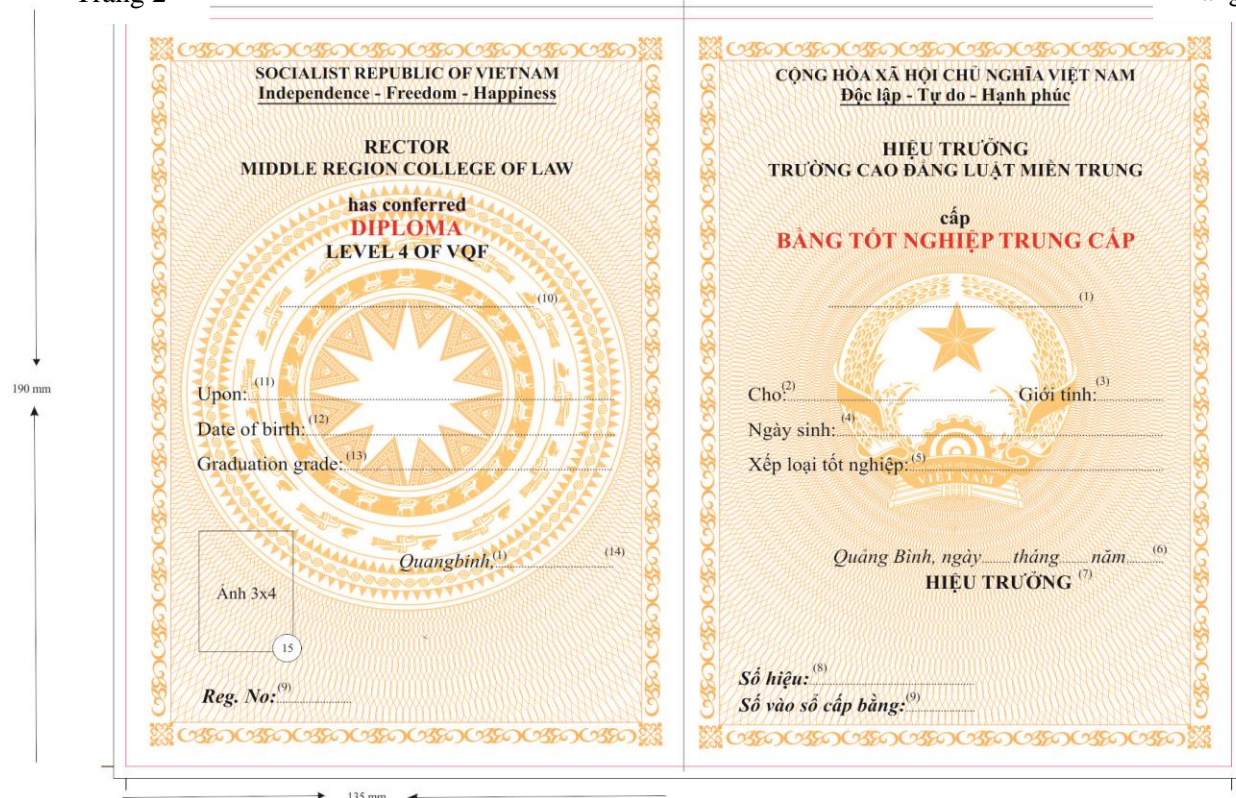 Trang 2
SOCIALIST REPUBLIC OF VIETNAM
Independence - Freedom - Happiness
RECTOR
MIDDLE REGION COLLEGE OF LAW
has conferred
DIPLOMA
LEVEL 4 OF VQF
(10)
Upon: (11)
Date of birth: (12)
Graduation grade: (13)
Quangbinh, (1) (14)
Ảnh 3x4
15
Reg. No: (9)
CỘNG HÒA XÃ HỘI CHỦ NGHĨA VIỆT NAM
Độc lập - Tự do - Hạnh phúc
HIỆU TRƯỞNG
TRƯỜNG CAO ĐẲNG LUẬT MIỀN TRUNG
cấp
BẰNG TỐT NGHIỆP TRUNG CẤP
(1)
Cho: (2) Giới tính: (3)
Ngày sinh: (4)
Xếp loại tốt nghiệp: (5)
VIỆT NAM
Quảng Bình, ngày......tháng......năm...... (6)
HIỆU TRƯỞNG (7)
Số hiệu: (8)
Số vào sổ cấp bằng: (9)
190 mm
135 mm